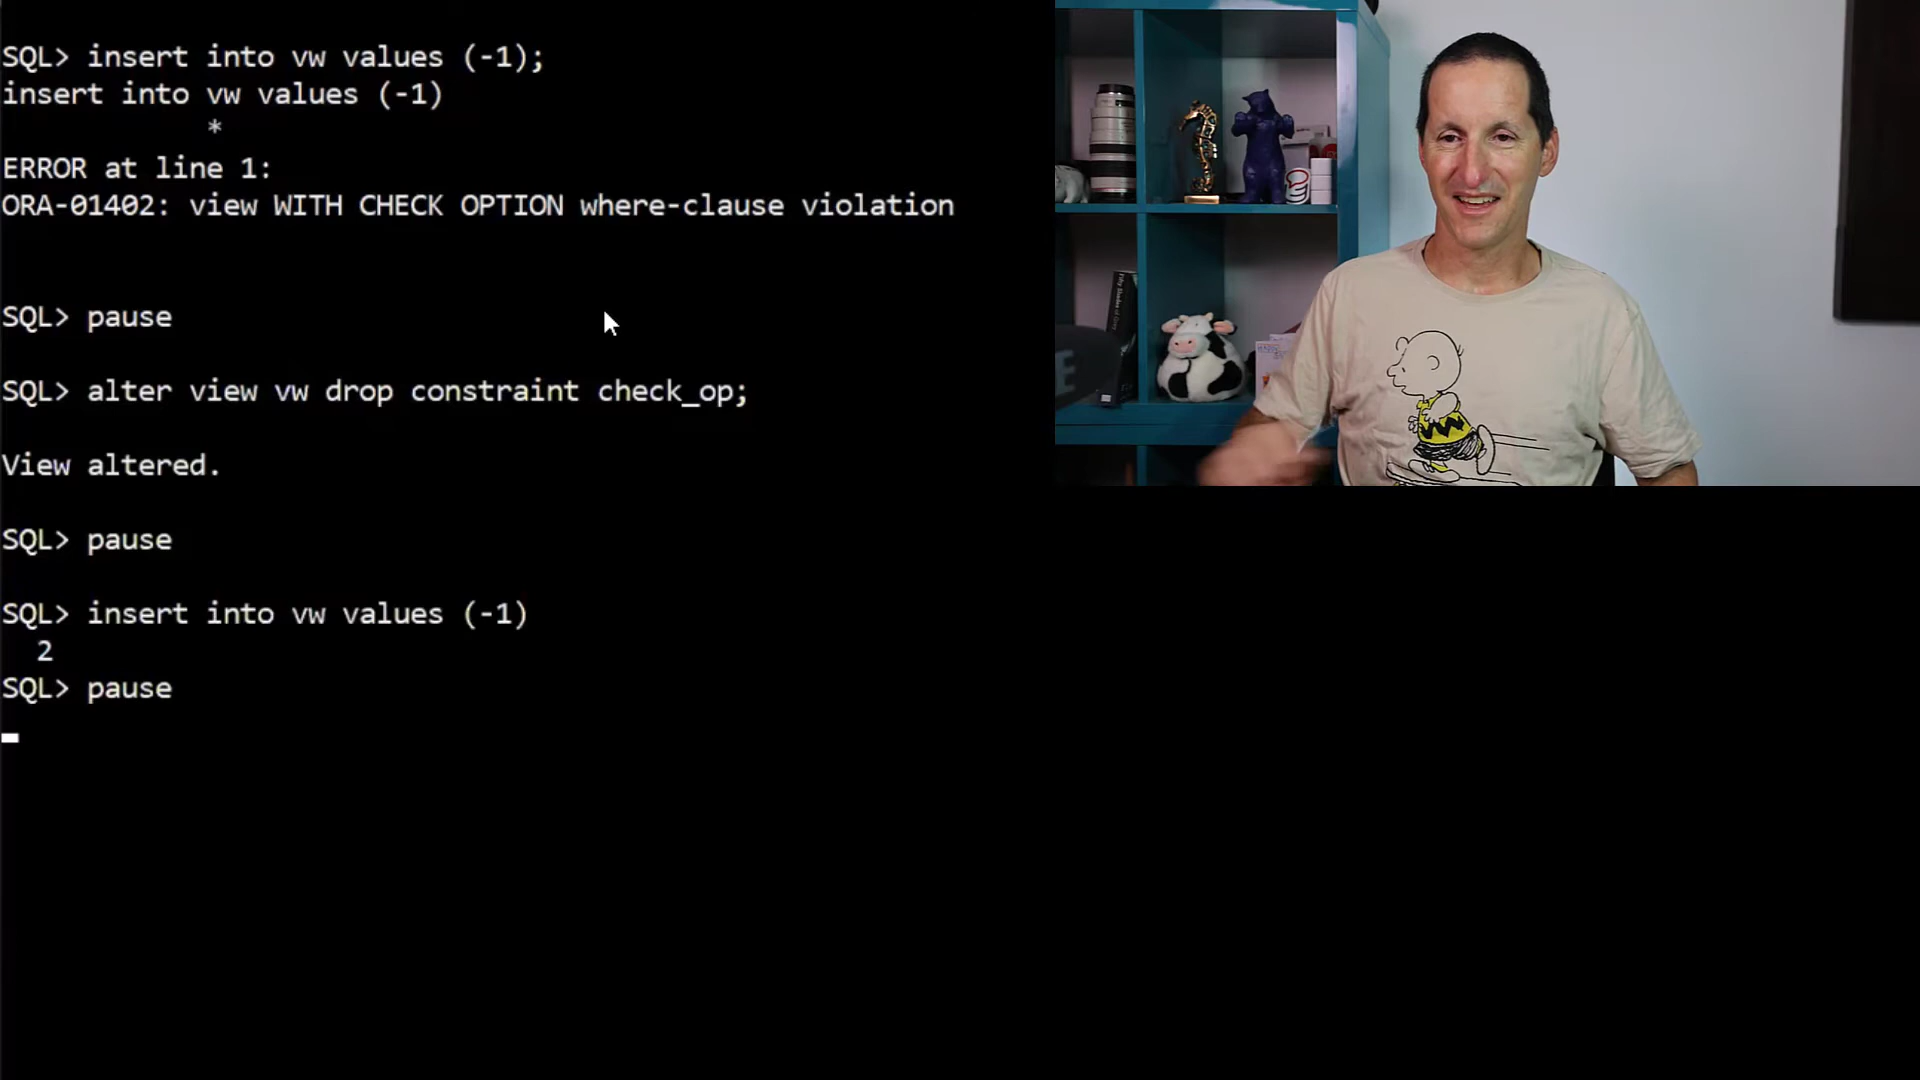 SQL> insert into vw values (-1);
insert into vw values (-1)
*
ERROR at line 1:
ORA-01402: view WITH CHECK OPTION where-clause violation
SQL> pause
SQL> alter view vw drop constraint check_op;
View altered.
SQL> pause
SQL> insert into vw values (-1)
2
SQL> pause